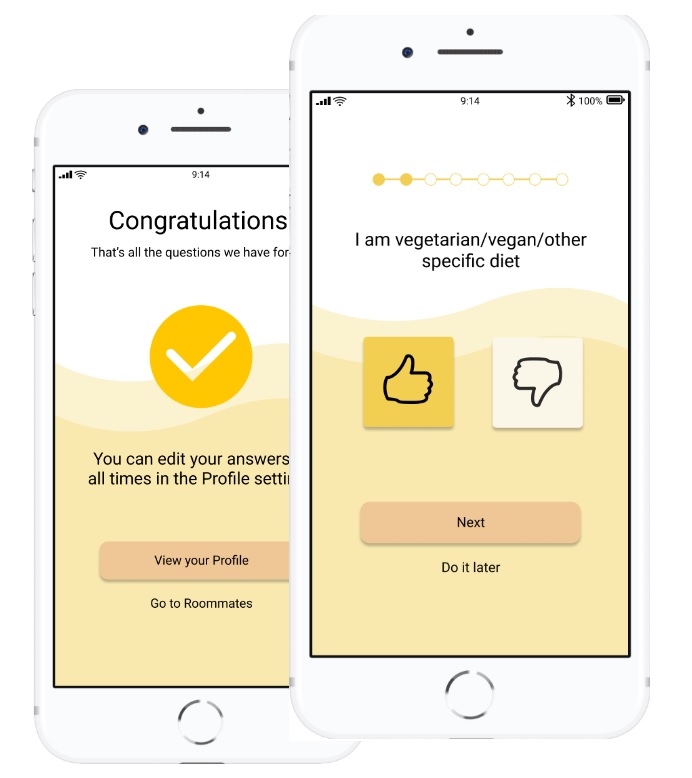 9:14
Congratulations
That's all the questions we have for
You can edit your answers
all times in the Profile
View your Profile
Go to Roommates
9:14
100%
I am vegetarian/vegan/other
specific diet
Next
Do it later